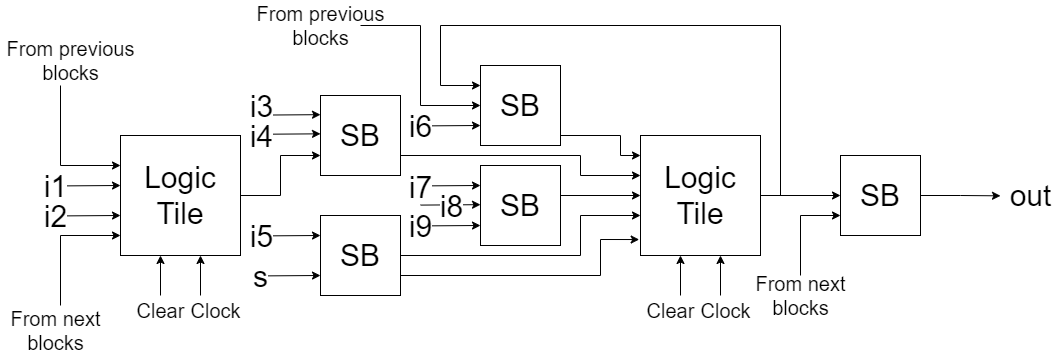 From previous
blocks
From previous
blocks
i3
i4
SB
SB
i6
i1
i2
Logic
Tile
i7
i8
i9
SB
Logic
Tile
SB
out
i5
s
SB
From next
blocks
Clear Clock
Clear Clock
From next
blocks